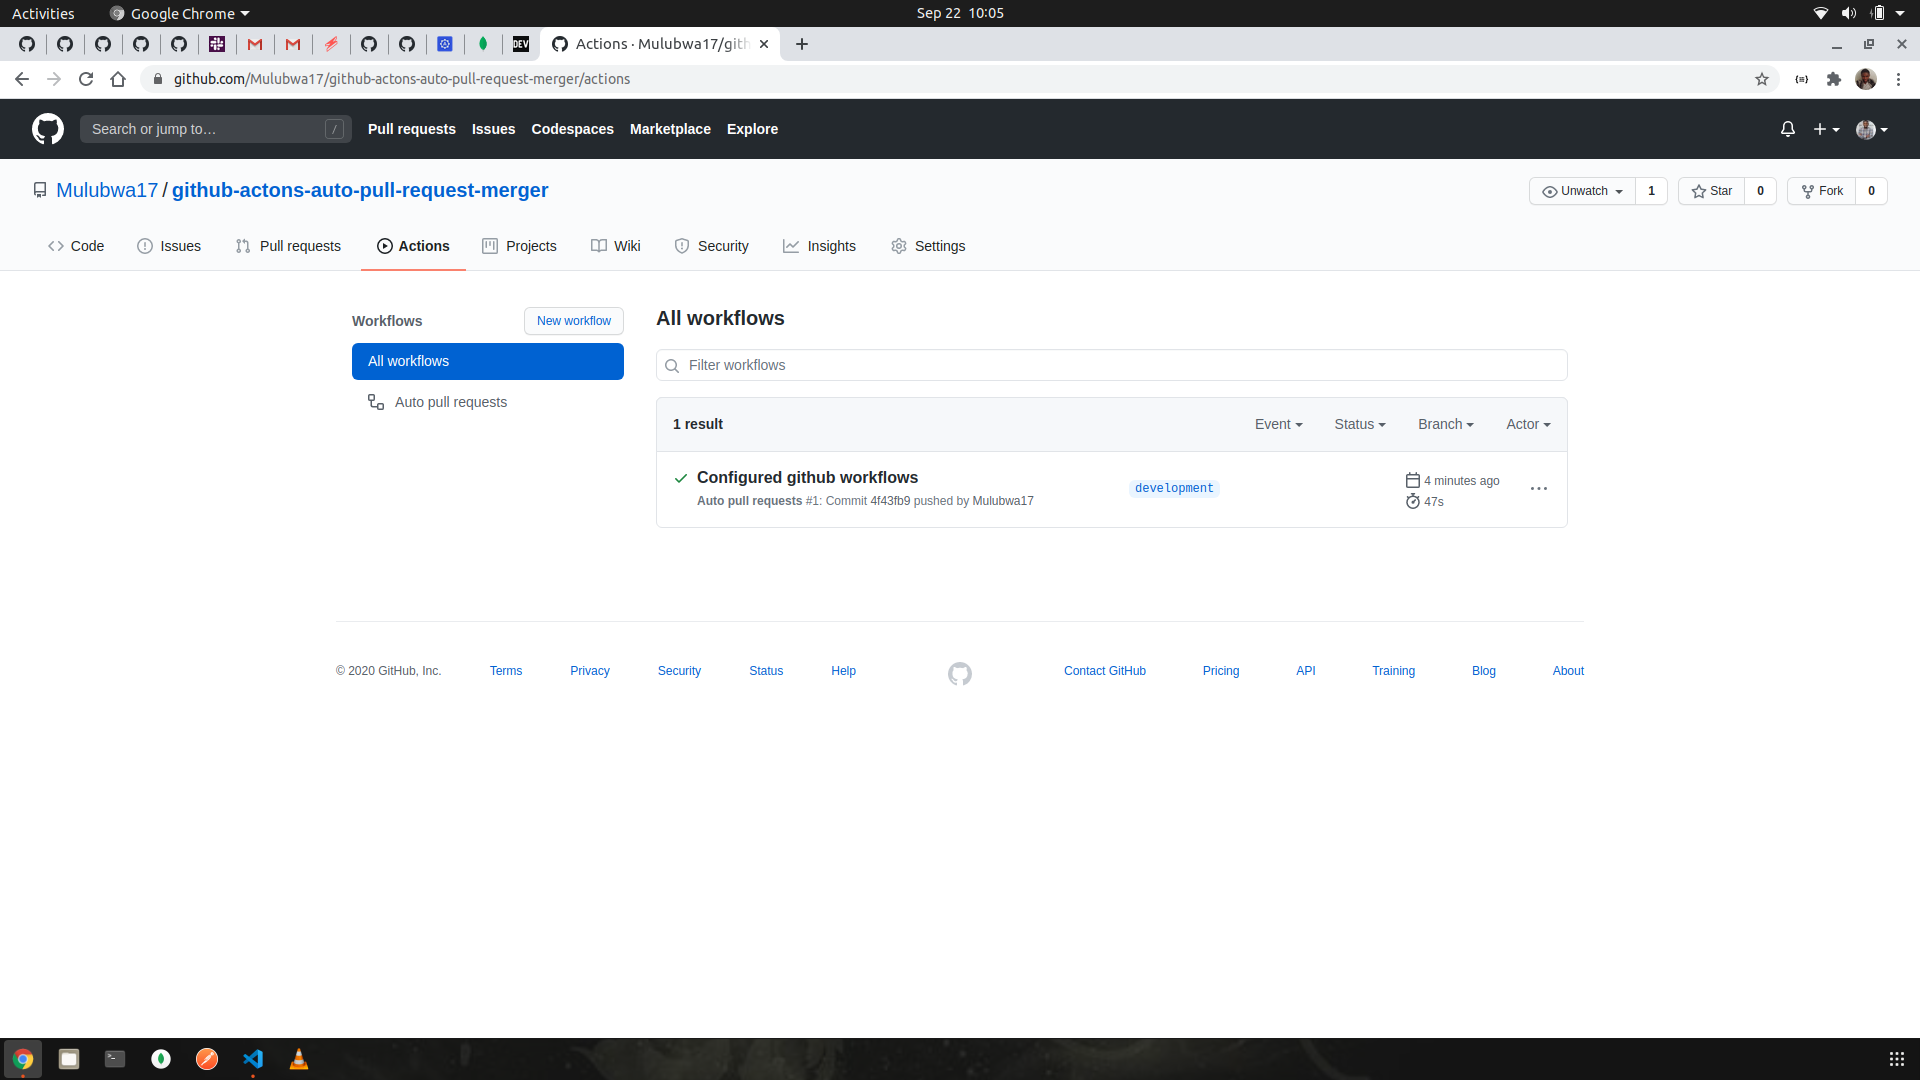 Activities Google Chrome Sep 22 10:05
DEV Actions · Mulubwa17/gith
github.com/Mulubwa17/github-actons-auto-pull-request-merger/actions
Search or jump to… / Pull requests Issues Codespaces Marketplace Explore
Mulubwa17 / github-actons-auto-pull-request-merger Unwatch 1 Star 0 Fork 0
Code Issues Pull requests Actions Projects Wiki Security Insights Settings
Workflows New workflow
All workflows
Auto pull requests
All workflows
Filter workflows
1 result Event Status Branch Actor
Configured github workflows
Auto pull requests #1: Commit 4f43fb9 pushed by Mulubwa17
development
4 minutes ago
47s
© 2020 GitHub, Inc. Terms Privacy Security Status Help Contact GitHub Pricing API Training Blog About